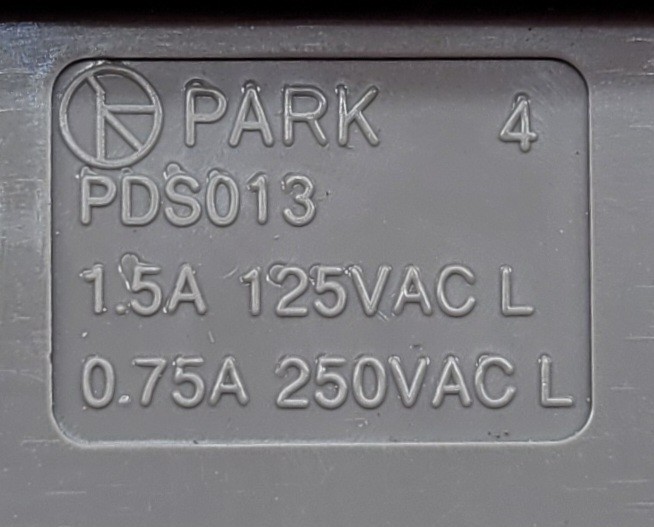 PARK 4
PDS013
1.5A 125VAC L
0.75A 250VAC L